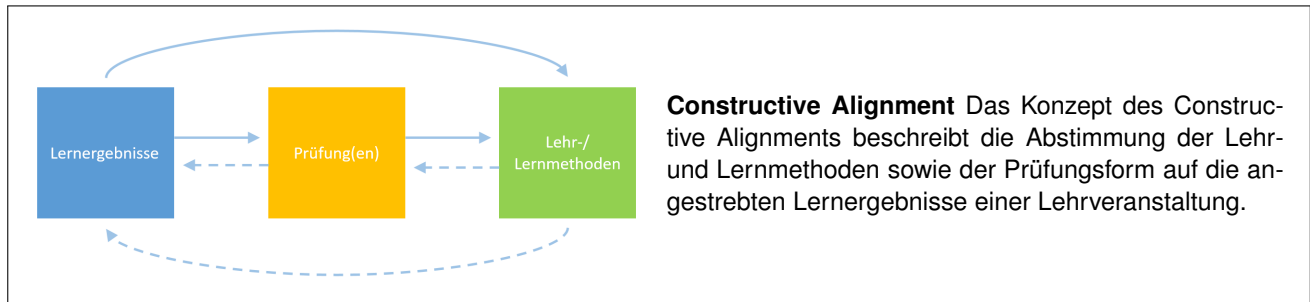 Lernergebnisse
Prüfung(en)
Lehr-/
Lernmethoden
Constructive Alignment Das Konzept des Construc-
tive Alignments beschreibt die Abstimmung der Lehr-
und Lernmethoden sowie der Prüfungsform auf die an-
gestrebten Lernergebnisse einer Lehrveranstaltung.